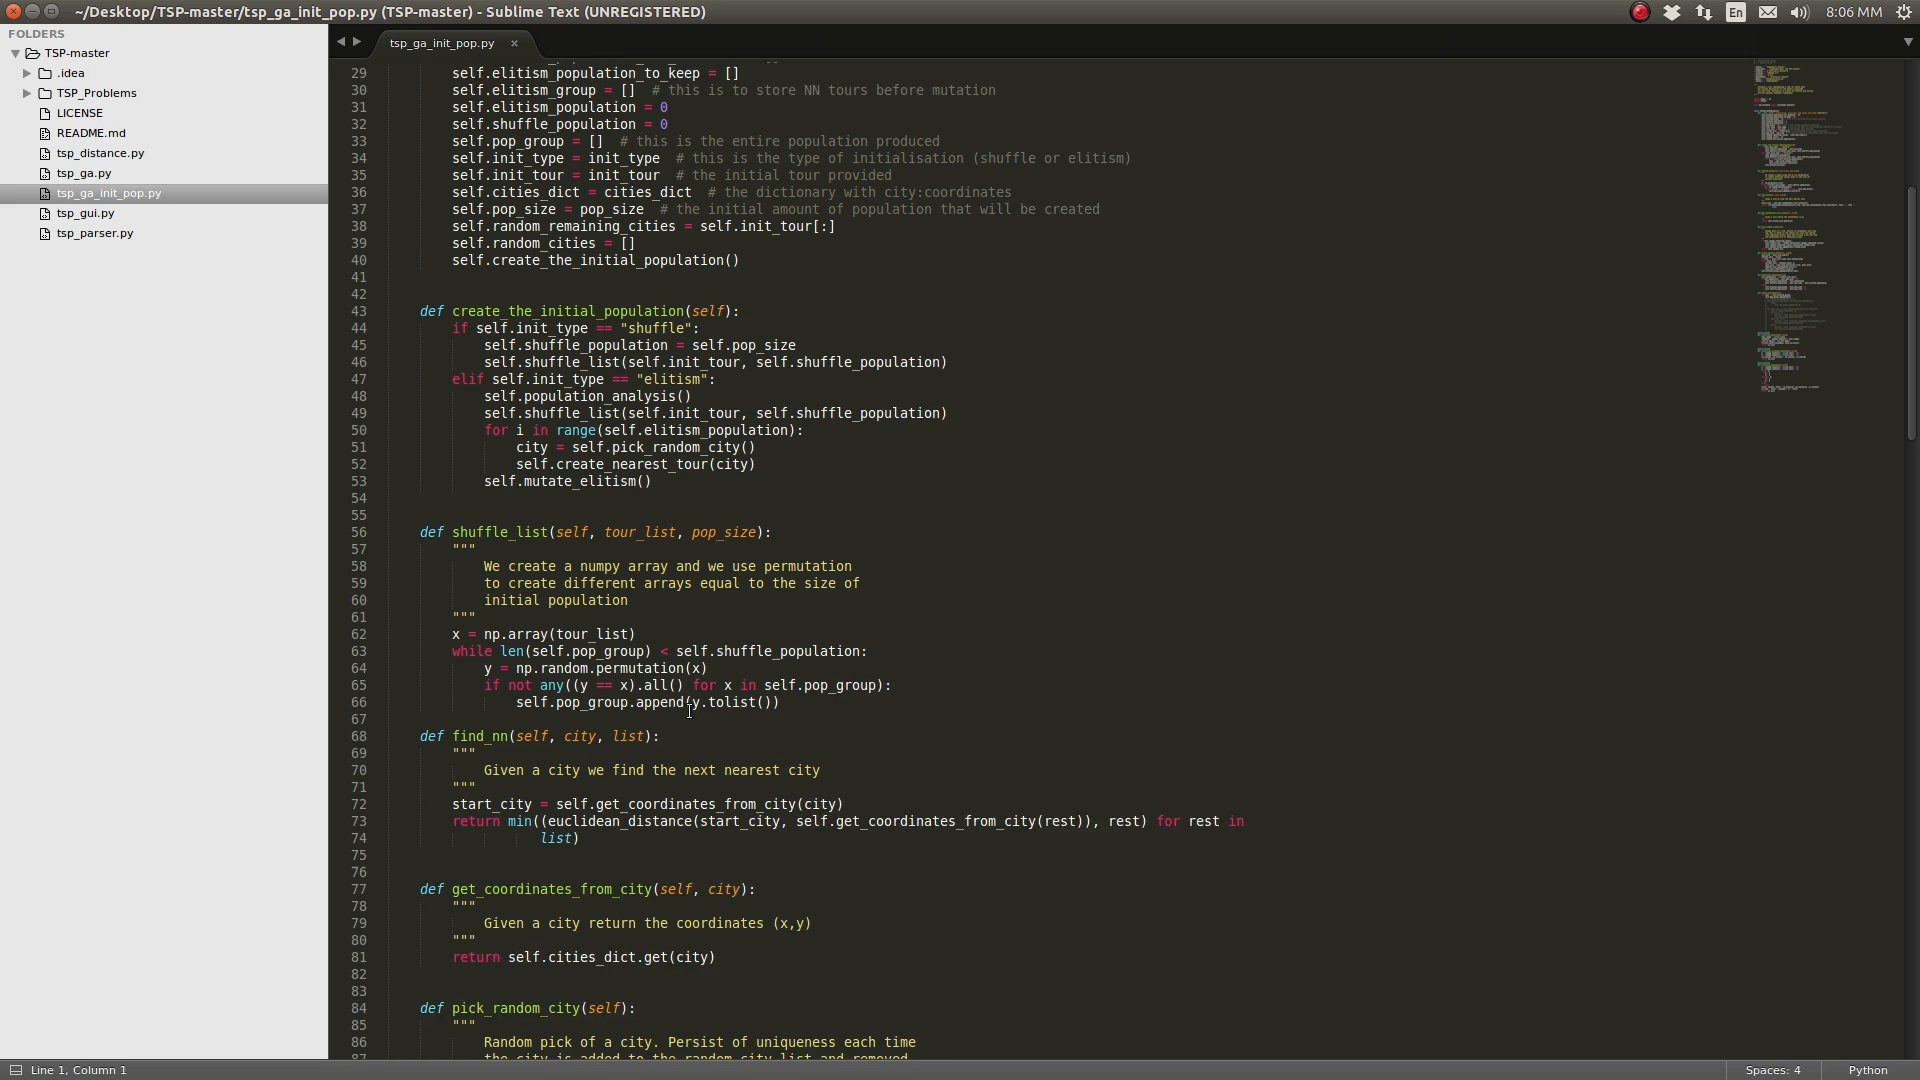 ~/Desktop/TSP-master/tsp_ga_init_pop.py (TSP-master) - Sublime Text (UNREGISTERED)
En
8:06 MM
FOLDERS
TSP-master
.idea
TSP_Problems
LICENSE
README.md
tsp_distance.py
tsp_ga.py
tsp_ga_init_pop.py
tsp_gui.py
tsp_parser.py
tsp_ga_init_pop.py ×
29 self.elitism_population_to_keep = []
30 self.elitism_group = []  # this is to store NN tours before mutation
31 self.elitism_population = 0
32 self.shuffle_population = 0
33 self.pop_group = []  # this is the entire population produced
34 self.init_type = init_type  # this is the type of initialisation (shuffle or elitism)
35 self.init_tour = init_tour  # the initial tour provided
36 self.cities_dict = cities_dict  # the dictionary with city:coordinates
37 self.pop_size = pop_size  # the initial amount of population that will be created
38 self.random_remaining_cities = self.init_tour[:]
39 self.random_cities = []
40 self.create_the_initial_population()
41
42
43 def create_the_initial_population(self):
44 if self.init_type == "shuffle":
45 self.shuffle_population = self.pop_size
46 self.shuffle_list(self.init_tour, self.shuffle_population)
47 elif self.init_type == "elitism":
48 self.population_analysis()
49 self.shuffle_list(self.init_tour, self.shuffle_population)
50 for i in range(self.elitism_population):
51 city = self.pick_random_city()
52 self.create_nearest_tour(city)
53 self.mutate_elitism()
54
55
56 def shuffle_list(self, tour_list, pop_size):
57 """
58 We create a numpy array and we use permutation
59 to create different arrays equal to the size of
60 initial population
61 """
62 x = np.array(tour_list)
63 while len(self.pop_group) < self.shuffle_population:
64 y = np.random.permutation(x)
65 if not any((y == x).all() for x in self.pop_group):
66 self.pop_group.append(y.tolist())
67
68 def find_nn(self, city, list):
69 """
70 Given a city we find the next nearest city
71 """
72 start_city = self.get_coordinates_from_city(city)
73 return min((euclidean_distance(start_city, self.get_coordinates_from_city(rest)), rest) for rest in
74 list)
75
76
77 def get_coordinates_from_city(self, city):
78 """
79 Given a city return the coordinates (x,y)
80 """
81 return self.cities_dict.get(city)
82
83
84 def pick_random_city(self):
85 """
86 Random pick of a city. Persist of uniqueness each time
87 the city is added to the random city list and removed
Line 1, Column 1
Spaces: 4
Python